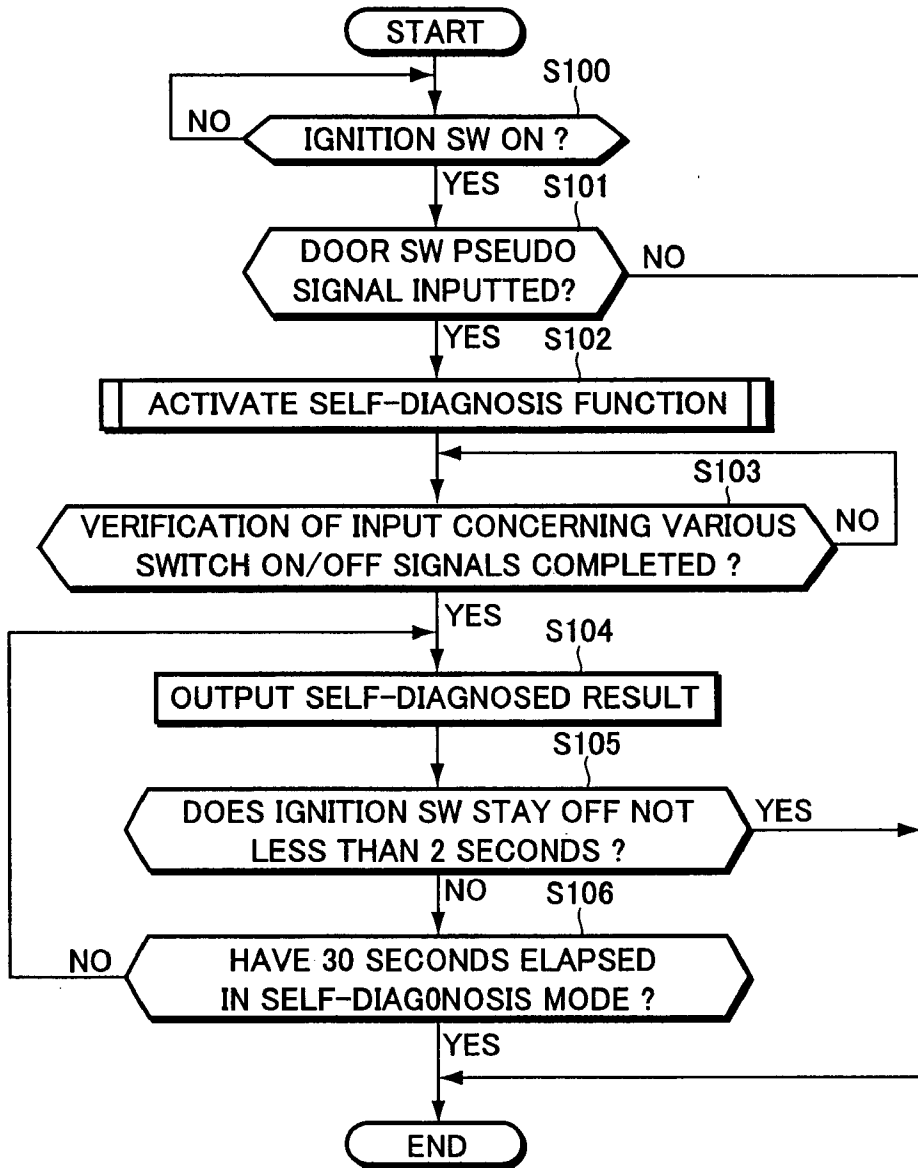 START
S100
NO
IGNITION SW ON ?
YES
S101
DOOR SW PSEUDO
SIGNAL INPUTTED?
NO
YES
S102
ACTIVATE SELF-DIAGNOSIS FUNCTION
S103
VERIFICATION OF INPUT CONCERNING VARIOUS
SWITCH ON/OFF SIGNALS COMPLETED ?
NO
YES
S104
OUTPUT SELF-DIAGNOSED RESULT
S105
DOES IGNITION SW STAY OFF NOT
LESS THAN 2 SECONDS ?
YES
NO
S106
NO
HAVE 30 SECONDS ELAPSED
IN SELF-DIAG0NOSIS MODE ?
YES
END